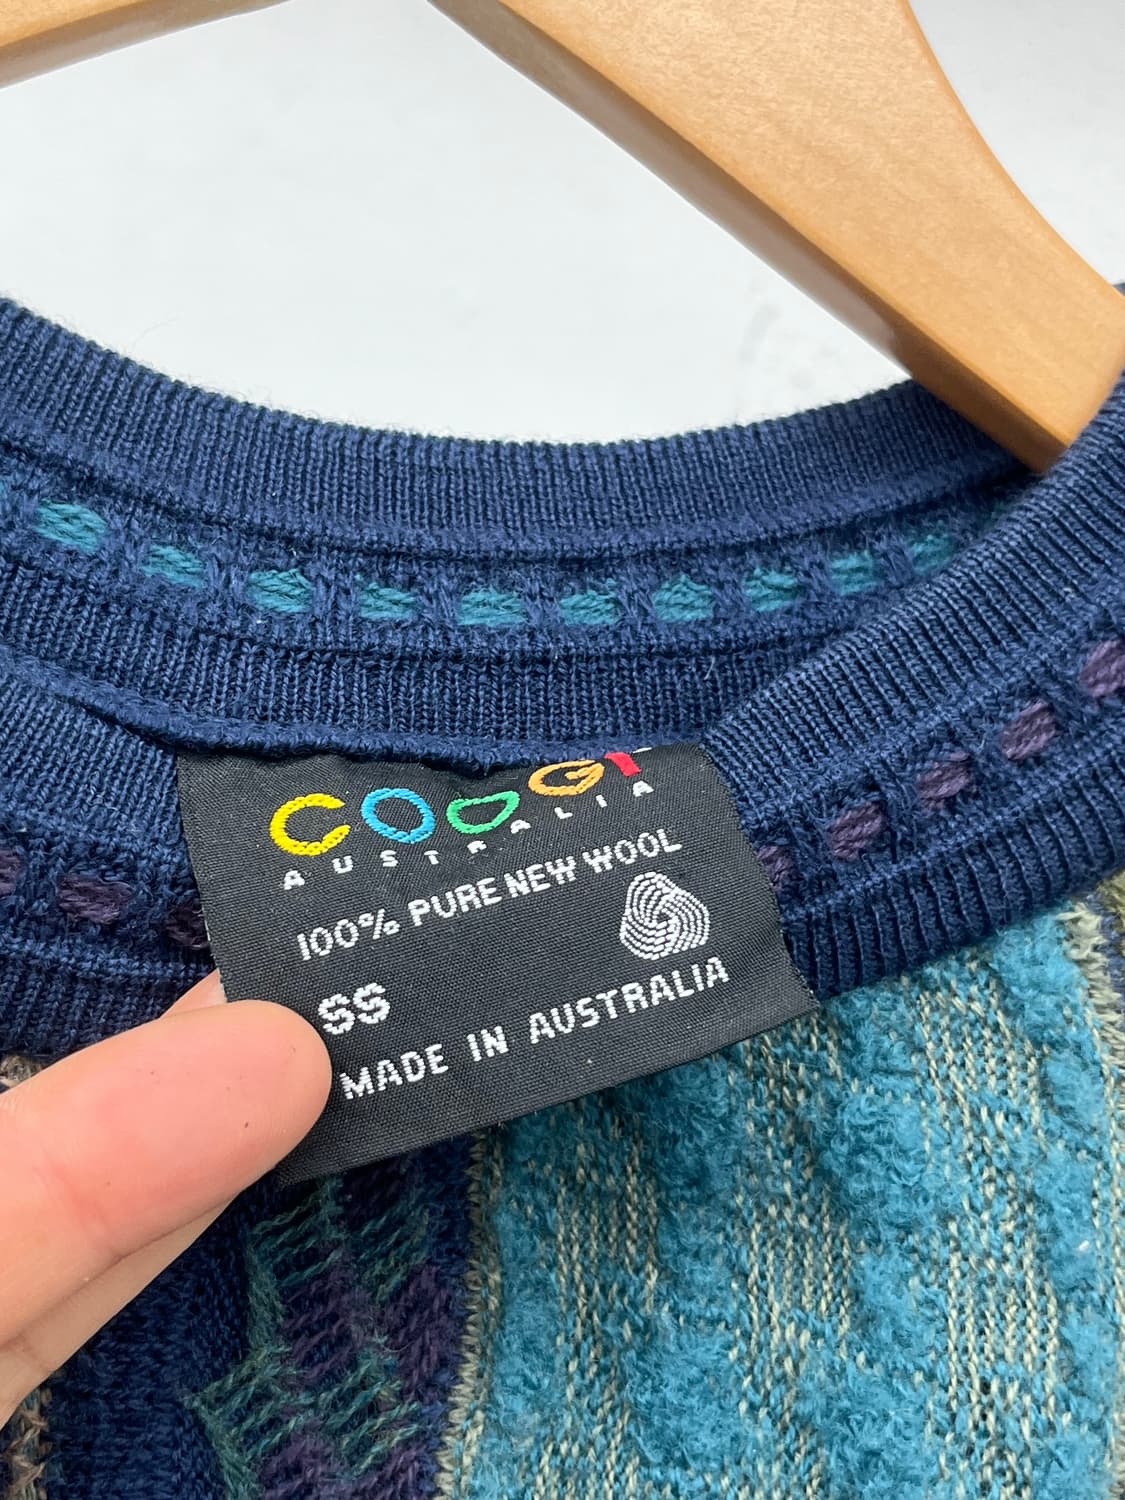 COOGI
AUSTRALIA
100% PURE NEW WOOL
SS
MADE IN AUSTRALIA